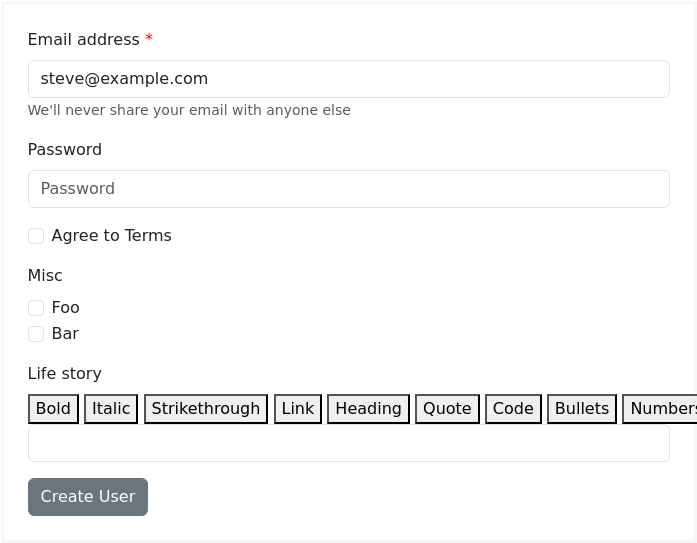 Email address *
steve@example.com
We'll never share your email with anyone else
Password
Password
Agree to Terms
Misc
Foo
Bar
Life story
Bold Italic Strikethrough Link Heading Quote Code Bullets Numbers
Create User